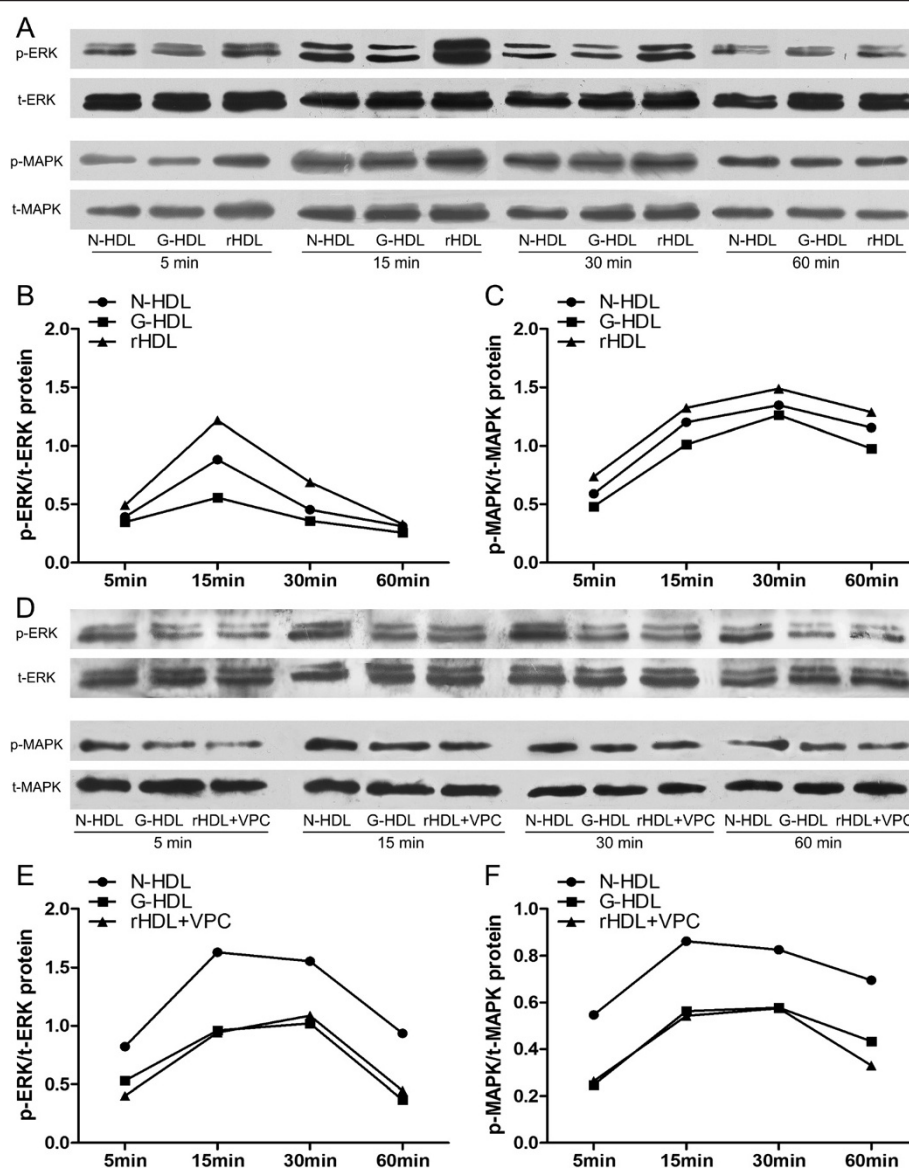 A
p-ERK
t-ERK
p-MAPK
t-MAPK
N-HDL G-HDL rHDL N-HDL G-HDL rHDL N-HDL G-HDL rHDL N-HDL G-HDL rHDL
5 min 15 min 30 min 60 min
B
N-HDL
G-HDL
rHDL
p-ERK/t-ERK protein
2.0
1.5
1.0
0.5
0.0
5min 15min 30min 60min
C
N-HDL
G-HDL
rHDL
p-MAPK/t-MAPK protein
2.0
1.5
1.0
0.5
0.0
5min 15min 30min 60min
D
p-ERK
t-ERK
p-MAPK
t-MAPK
N-HDL G-HDL rHDL+VPC N-HDL G-HDL rHDL+VPC N-HDL G-HDL rHDL+VPC N-HDL G-HDL rHDL+VPC
5 min 15 min 30 min 60 min
E
N-HDL
G-HDL
rHDL+VPC
p-ERK/t-ERK protein
2.0
1.5
1.0
0.5
0.0
5min 15min 30min 60min
F
N-HDL
G-HDL
rHDL+VPC
p-MAPK/t-MAPK protein
1.0
0.8
0.6
0.4
0.2
0.0
5min 15min 30min 60min